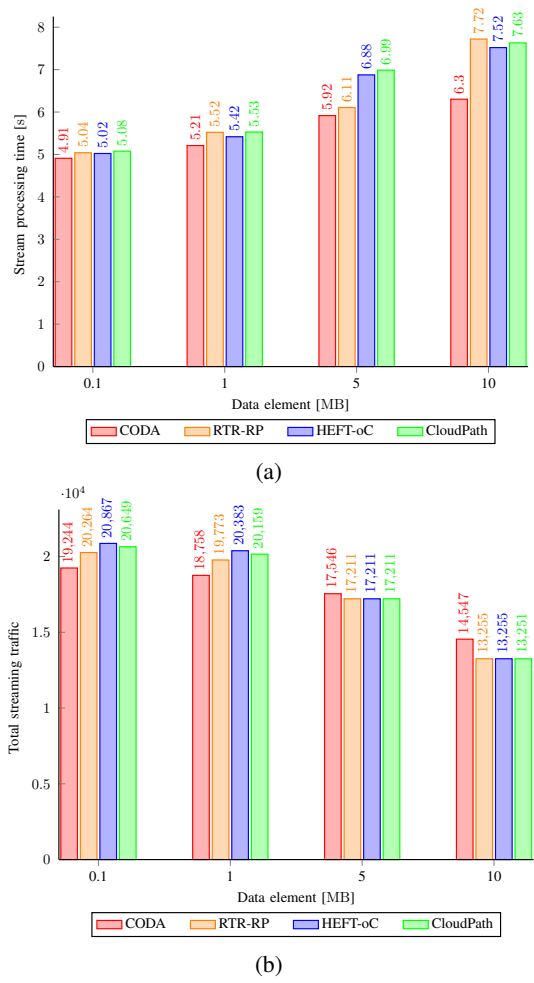 8
7
6
5
4
3
2
1
0
Stream processing time [s]
4.91 5.04 5.02 5.08
5.21 5.52 5.42 5.53
5.92 6.11 6.88 6.99
6.3 7.72 7.52 7.63
0.1 1 5 10
Data element [MB]
CODA RTR-RP HEFT-oC CloudPath
(a)
·10⁴
2
1.5
1
0.5
0
Total streaming traffic
19,244 20,264 20,867 20,649
18,758 19,773 20,383 20,159
17,546 17,211 17,211 17,211
14,547 13,255 13,255 13,251
0.1 1 5 10
Data element [MB]
CODA RTR-RP HEFT-oC CloudPath
(b)